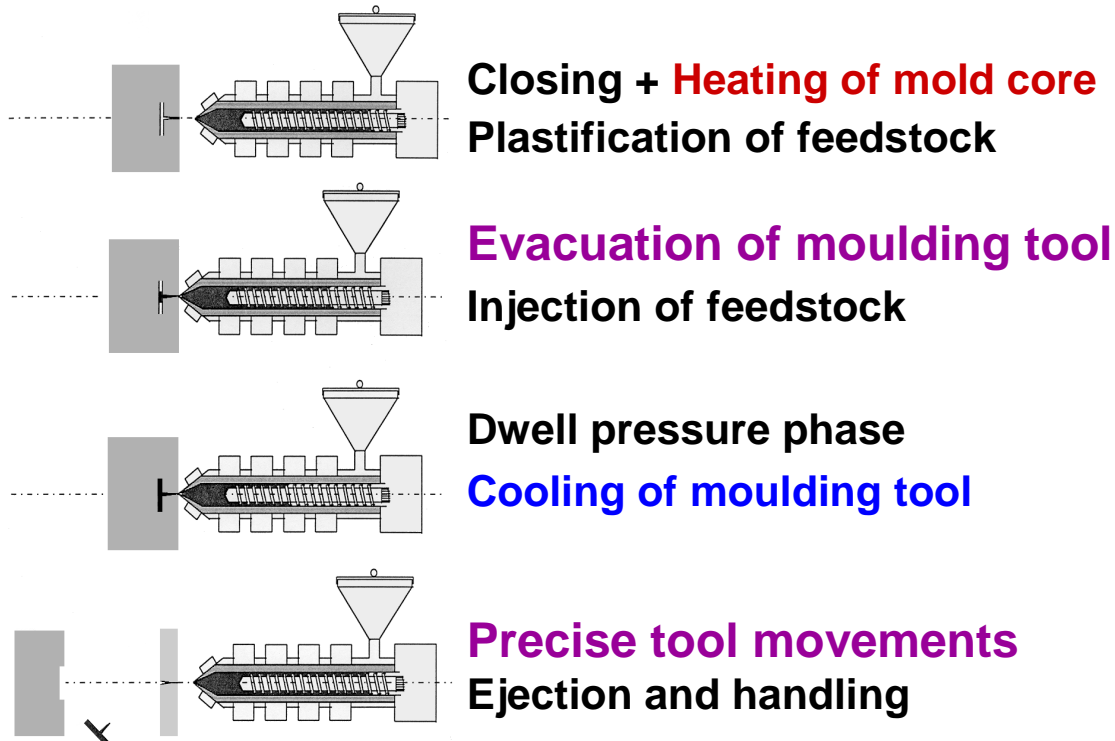 Closing + Heating of mold core
Plastification of feedstock
Evacuation of moulding tool
Injection of feedstock
Dwell pressure phase
Cooling of moulding tool
Precise tool movements
Ejection and handling